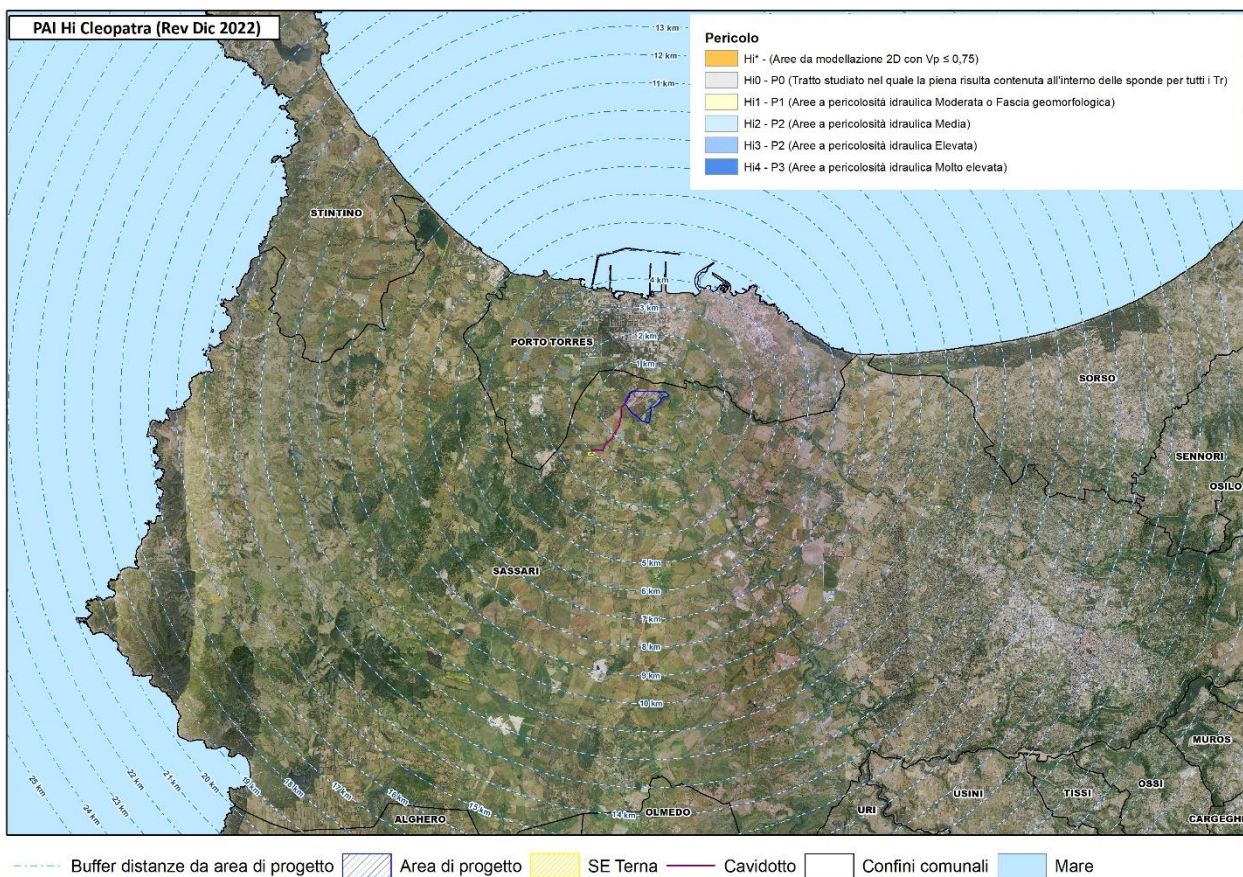 PAI Hi Cleopatra (Rev Dic 2022)
13 km
12 km
11 km
Pericolo
Hi* - (Aree da modellazione 2D con Vp ≤ 0,75)
Hi0 - P0 (Tratto studiato nel quale la piena risulta contenuta all'interno delle sponde per tutti i Tr)
Hi1 - P1 (Aree a pericolosità idraulica Moderata o Fascia geomorfologica)
Hi2 - P2 (Aree a pericolosità idraulica Media)
Hi3 - P2 (Aree a pericolosità idraulica Elevata)
Hi4 - P3 (Aree a pericolosità idraulica Molto elevata)
STINTINO
4 km
3 km
PORTO TORRES
2 km
1 km
SORSO
SENNORI
OSILO
SASSARI
5 km
6 km
7 km
8 km
9 km
10 km
MUROS
25 km
24 km
23 km
22 km
21 km
20 km
19 km
18 km
17 km
16 km
15 km
14 km
ALGHERO
OLMEDO
URI
USINI
TISSI
OSSI
CARGEGH
Buffer distanze da area di progetto
Area di progetto
SE Terna
Cavidotto
Confini comunali
Mare